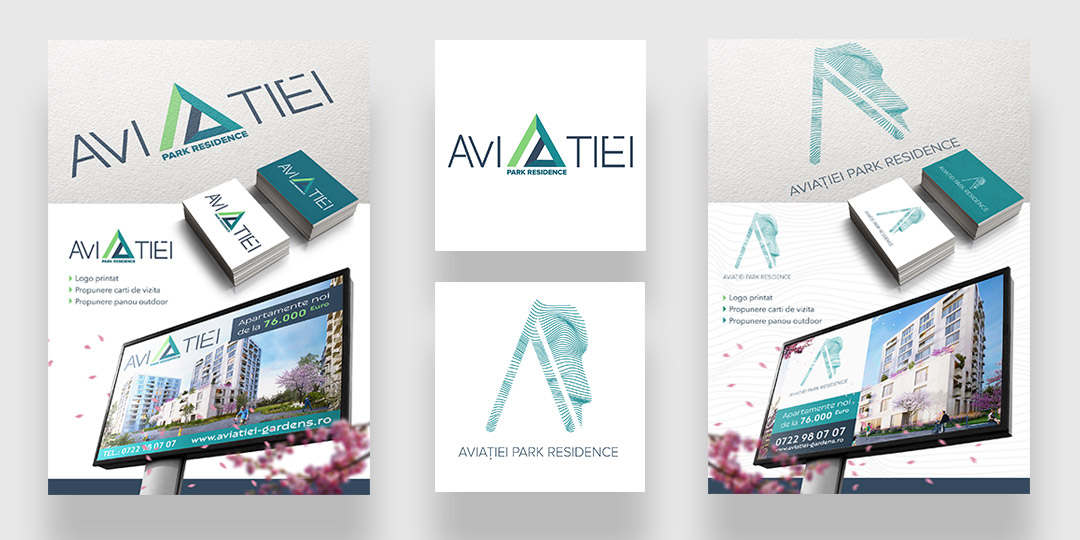 AVIATIEI
PARK RESIDENCE
AVIATIEI
AVIATIEI
AVIATIEI
PARK RESIDENCE
Logo printat
Propunere carti de vizita
Propunere panou outdoor
AVIATIEI
Apartamente noi
de la 76.000 Euro
TEL.: 0722 98 07 07 www.aviatiei-gardens.ro
AVIATIEI
PARK RESIDENCE
AVIAȚIEI PARK RESIDENCE
AVIAȚIEI PARK RESIDENCE
AVIAȚIEI PARK RESIDENCE
AVIAȚIEI PARK RESIDENCE
Logo printat
Propunere carti de vizita
Propunere panou outdoor
AVIAȚIEI PARK RESIDENCE
Apartamente noi
de la 76.000 Euro
0722 98 07 07
www.aviatiei-gardens.ro